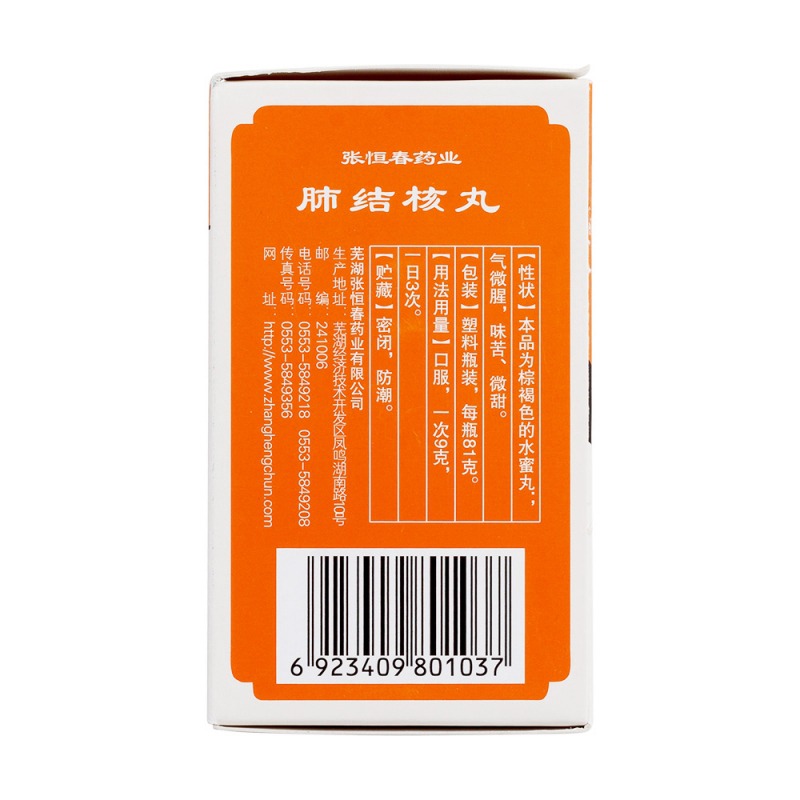 张恒春药业
肺结核丸
【性状】本品为棕褐色的水蜜丸;,
气微腥,味苦、微甜。
【包装】塑料瓶装,每瓶81克。
【用法用量】口服,一次9克,
一日3次。
【贮藏】密闭,防潮。
芜湖张恒春药业有限公司
生产地址:芜湖经济技术开发区凤鸣湖南路10号
邮编:241006
电话号码:0553-5849218 0553-5849208
传真号码:0553-5849356
网址:http://www.zhanghengchun.com
6 923409 801037